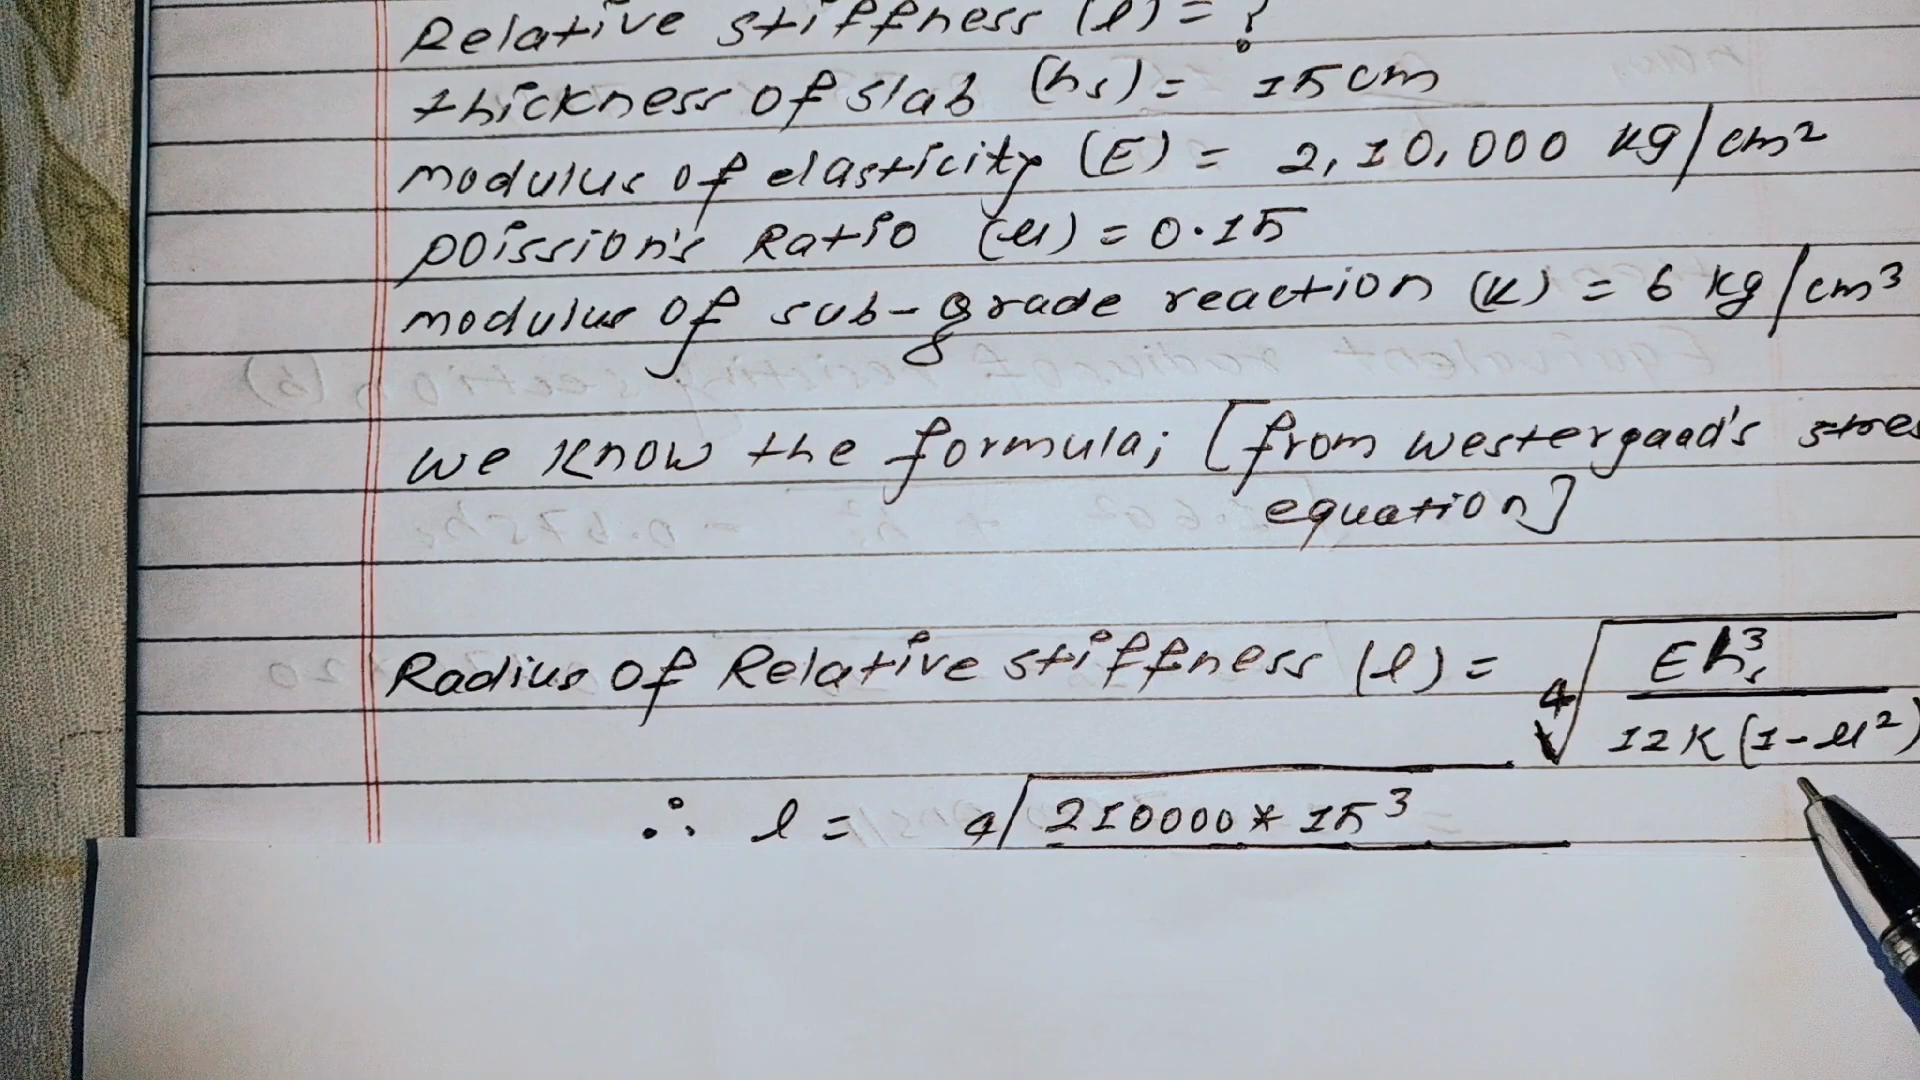 Relative stiffness (l) = ?
thickness of slab (hs) = 15 cm
modulus of elasticity (E) = 2,10,000 kg/cm²
poission's Ratio (μ) = 0.15
modulus of sub-grade reaction (K) = 6 kg/cm³
we know the formula; [from westergaad's
equation]
Radius of Relative stiffness (l) = ⁴√(Ehs³ / 12K(1-μ²))
∴ l = ⁴√210000*15³